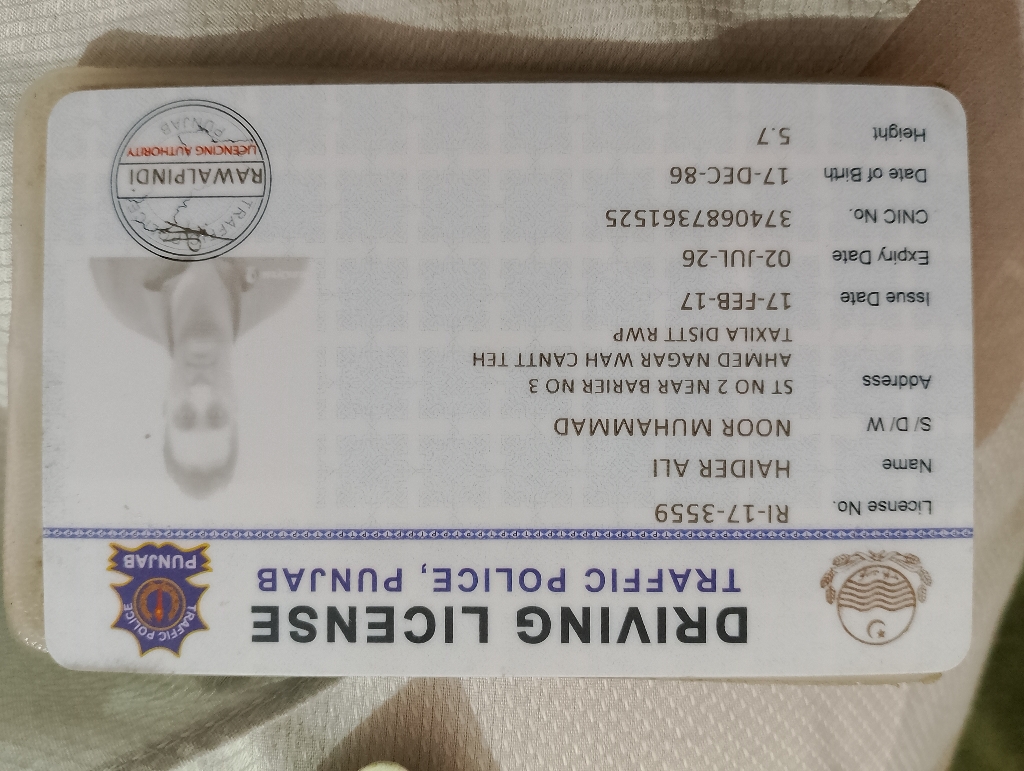 DRIVING LICENSE
TRAFFIC POLICE, PUNJAB
TRAFFIC POLICE
PUNJAB
License No. RI-17-3559
Name HAIDER ALI
S/ D/ W NOOR MUHAMMAD
Address ST NO 2 NEAR BARIER NO 3
AHMED NAGAR WAH CANTT TEH
TAXILA DISTT RWP
Issue Date 17-FEB-17
Expiry Date 02-JUL-26
CNIC No. 3740687361525
Date of Birth 17-DEC-86
Height 5.7
TRAFFIC POLICE
RAWALPINDI
LICENCING AUTHORITY
PUNJAB